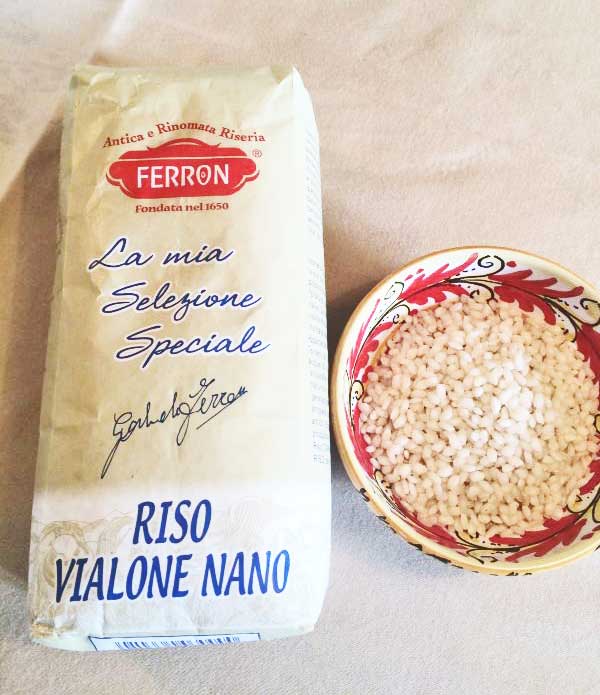 Antica e Rinomata Riseria
FERRON®
Fondata nel 1650
La mia
Selezione
Speciale
RISO
VIALONE NANO